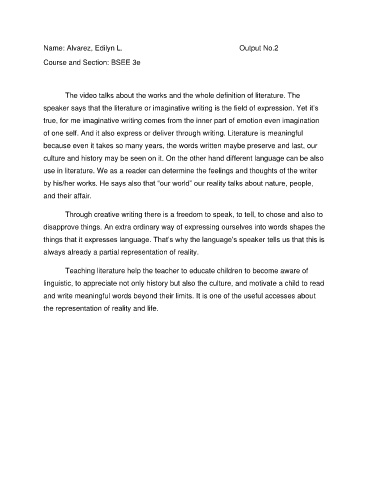 Name: Alvarez, Edilyn L. Output No.2
Course and Section: BSEE 3e
The video talks about the works and the whole definition of literature. The
speaker says that the literature or imaginative writing is the field of expression. Yet it's
true, for me imaginative writing comes from the inner part of emotion even imagination
of one self. And it also express or deliver through writing. Literature is meaningful
because even it takes so many years, the words written maybe preserve and last, our
culture and history may be seen on it. On the other hand different language can be also
use in literature. We as a reader can determine the feelings and thoughts of the writer
by his/her works. He says also that “our world” our reality talks about nature, people,
and their affair.
Through creative writing there is a freedom to speak, to tell, to chose and also to
disapprove things. An extra ordinary way of expressing ourselves into words shapes the
things that it expresses language. That's why the language's speaker tells us that this is
always already a partial representation of reality.
Teaching literature help the teacher to educate children to become aware of
linguistic, to appreciate not only history but also the culture, and motivate a child to read
and write meaningful words beyond their limits. It is one of the useful accesses about
the representation of reality and life.